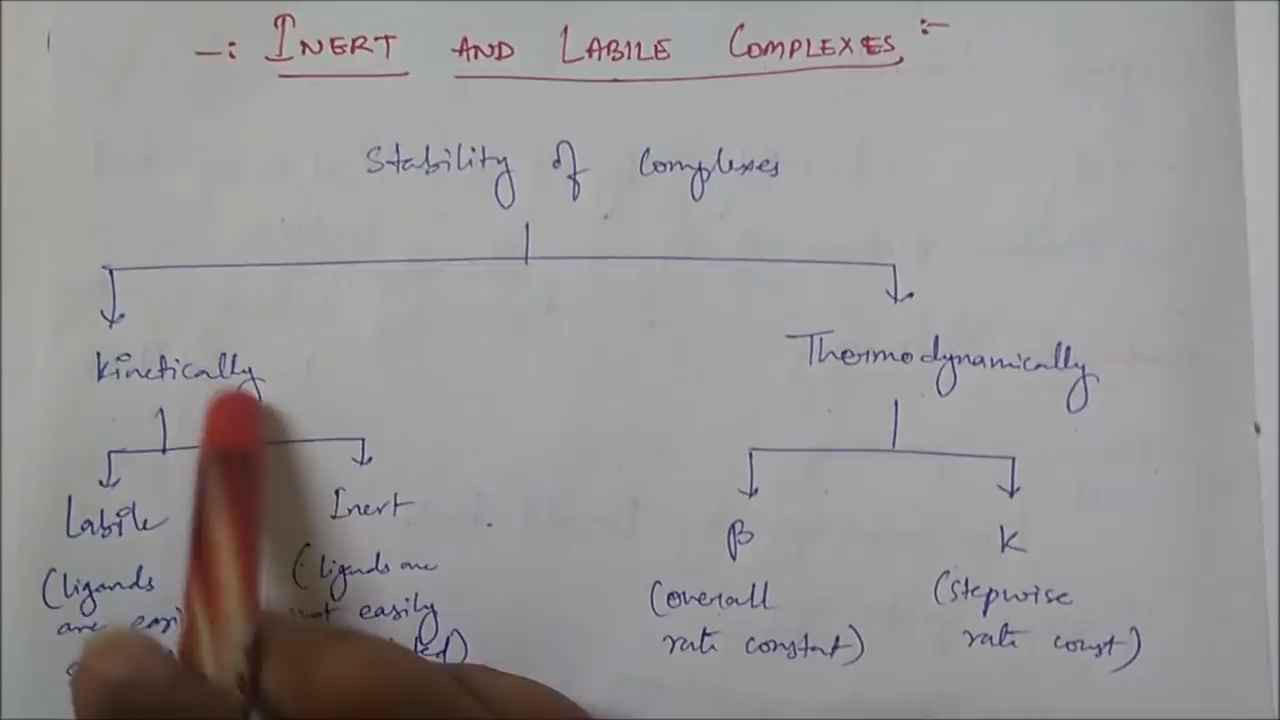 -: INERT AND LABILE COMPLEXES :-
Stability of Complexes
Kinetically
Thermodynamically
Labile
Inert
β
K
(ligands are
(ligands
(overall
(stepwise
easily
are
rate constant)
rate const)